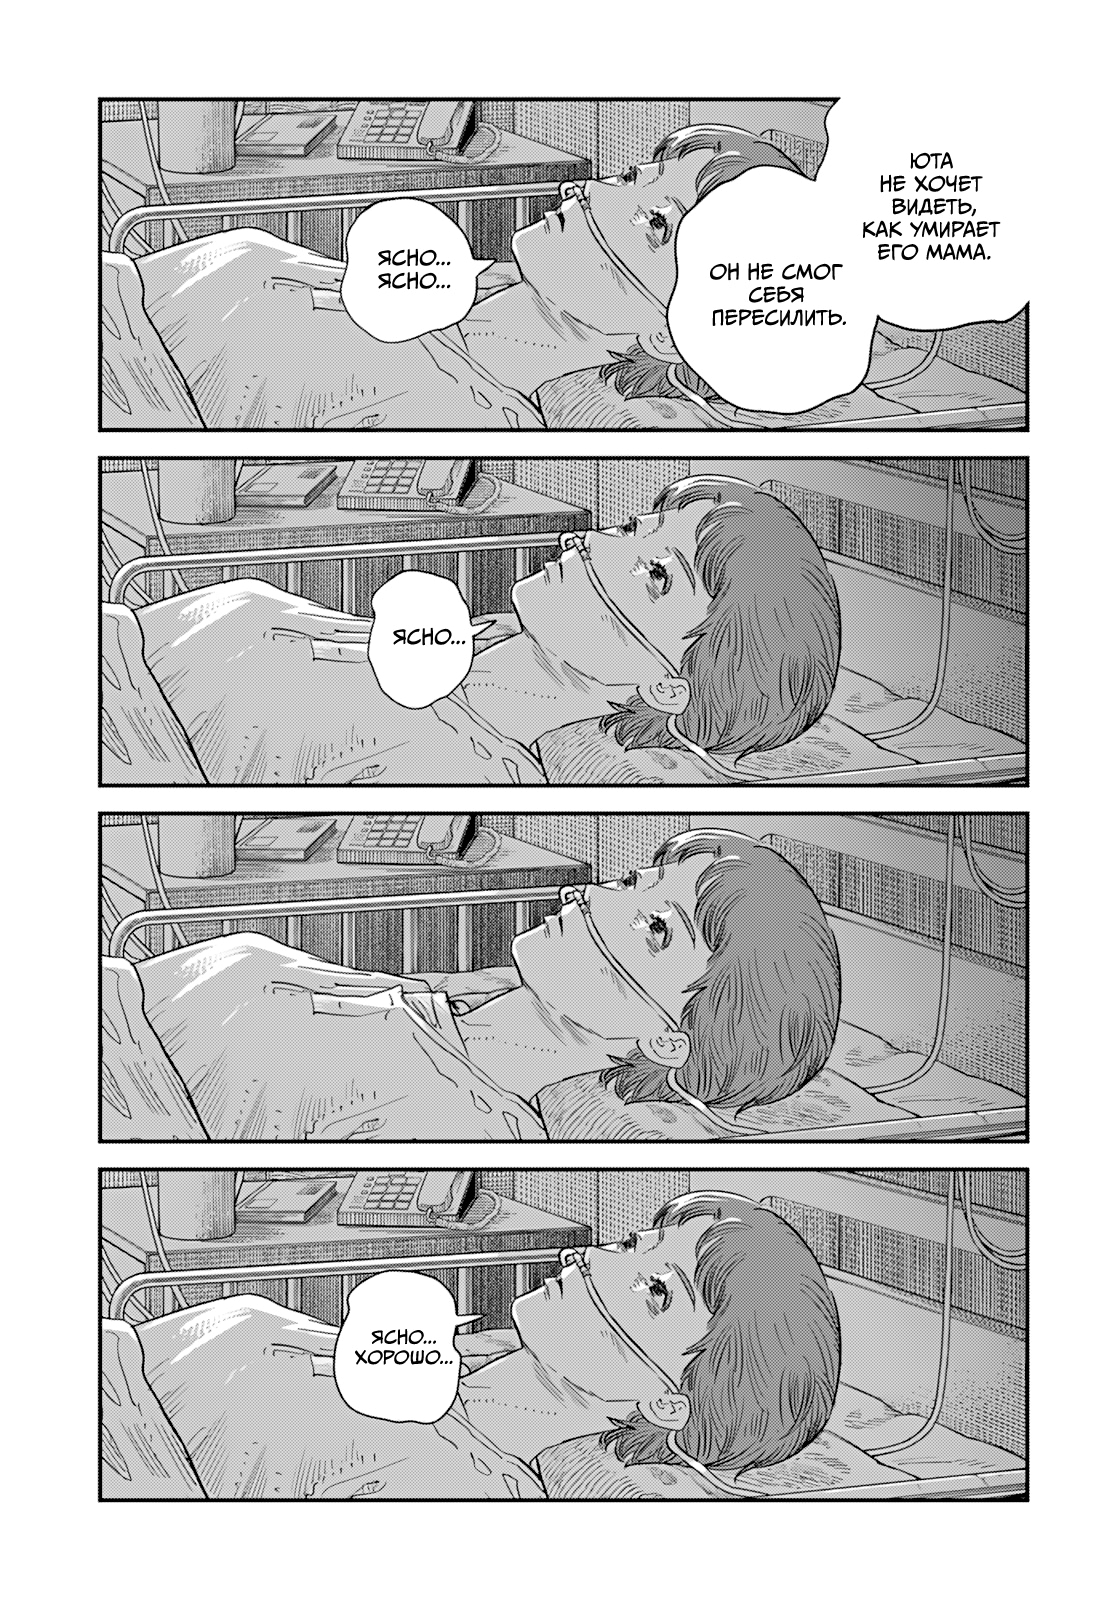 ЮТА
НЕ ХОЧЕТ
ВИДЕТЬ,
КАК УМИРАЕТ
ЕГО МАМА.
ОН НЕ СМОГ
СЕБЯ
ПЕРЕСИЛИТЬ.
ЯСНО...
ЯСНО...
ЯСНО...
ЯСНО...
ХОРОШО...